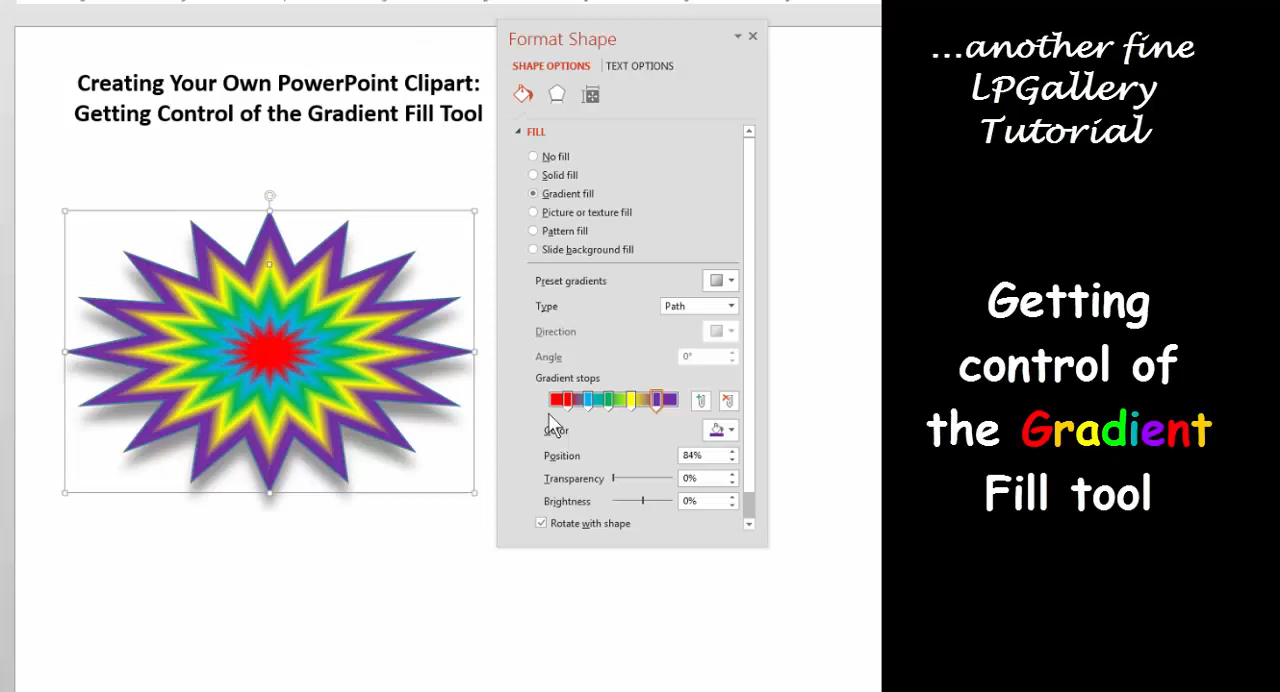 Creating Your Own PowerPoint Clipart:
Getting Control of the Gradient Fill Tool
Format Shape
SHAPE OPTIONS
TEXT OPTIONS
FILL
No fill
Solid fill
Gradient fill
Picture or texture fill
Pattern fill
Slide background fill
Preset gradients
Type
Path
Direction
Angle
0°
Gradient stops
Color
Position
84%
Transparency
0%
Brightness
0%
Rotate with shape
...another fine
LPGallery
Tutorial
Getting
control of
the Gradient
Fill tool